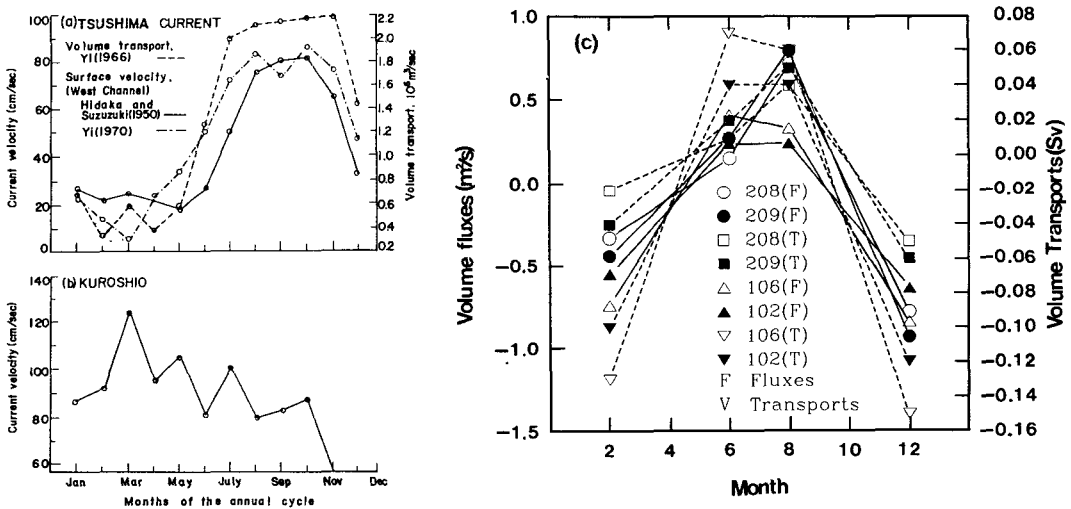 (a) TSUSHIMA CURRENT
Volume transport,
Yi(1966)
Surface velocity,
(West Channel)
Hidaka and
Suzuzuki(1950)
Yi(1970)
Current velocity (cm/sec)
100
80
60
40
20
0
Volume transport, 10⁶m³/sec
2.2
2.0
1.8
1.6
1.4
1.2
1.0
0.8
0.6
0.4
0.2
(b) KUROSHIO
Current velocity (cm/sec)
140
120
100
80
60
Jan Mar May July Sep Nov Dec
Months of the annual cycle
(c)
Volume fluxes (m³/s)
1.0
0.5
0.0
−0.5
−1.0
−1.5
208(F)
209(F)
208(T)
209(T)
106(F)
102(F)
106(T)
102(T)
F Fluxes
V Transports
Volume Transports(Sv)
0.08
0.06
0.04
0.02
0.00
−0.02
−0.04
−0.06
−0.08
−0.10
−0.12
−0.14
−0.16
2 4 6 8 10 12
Month